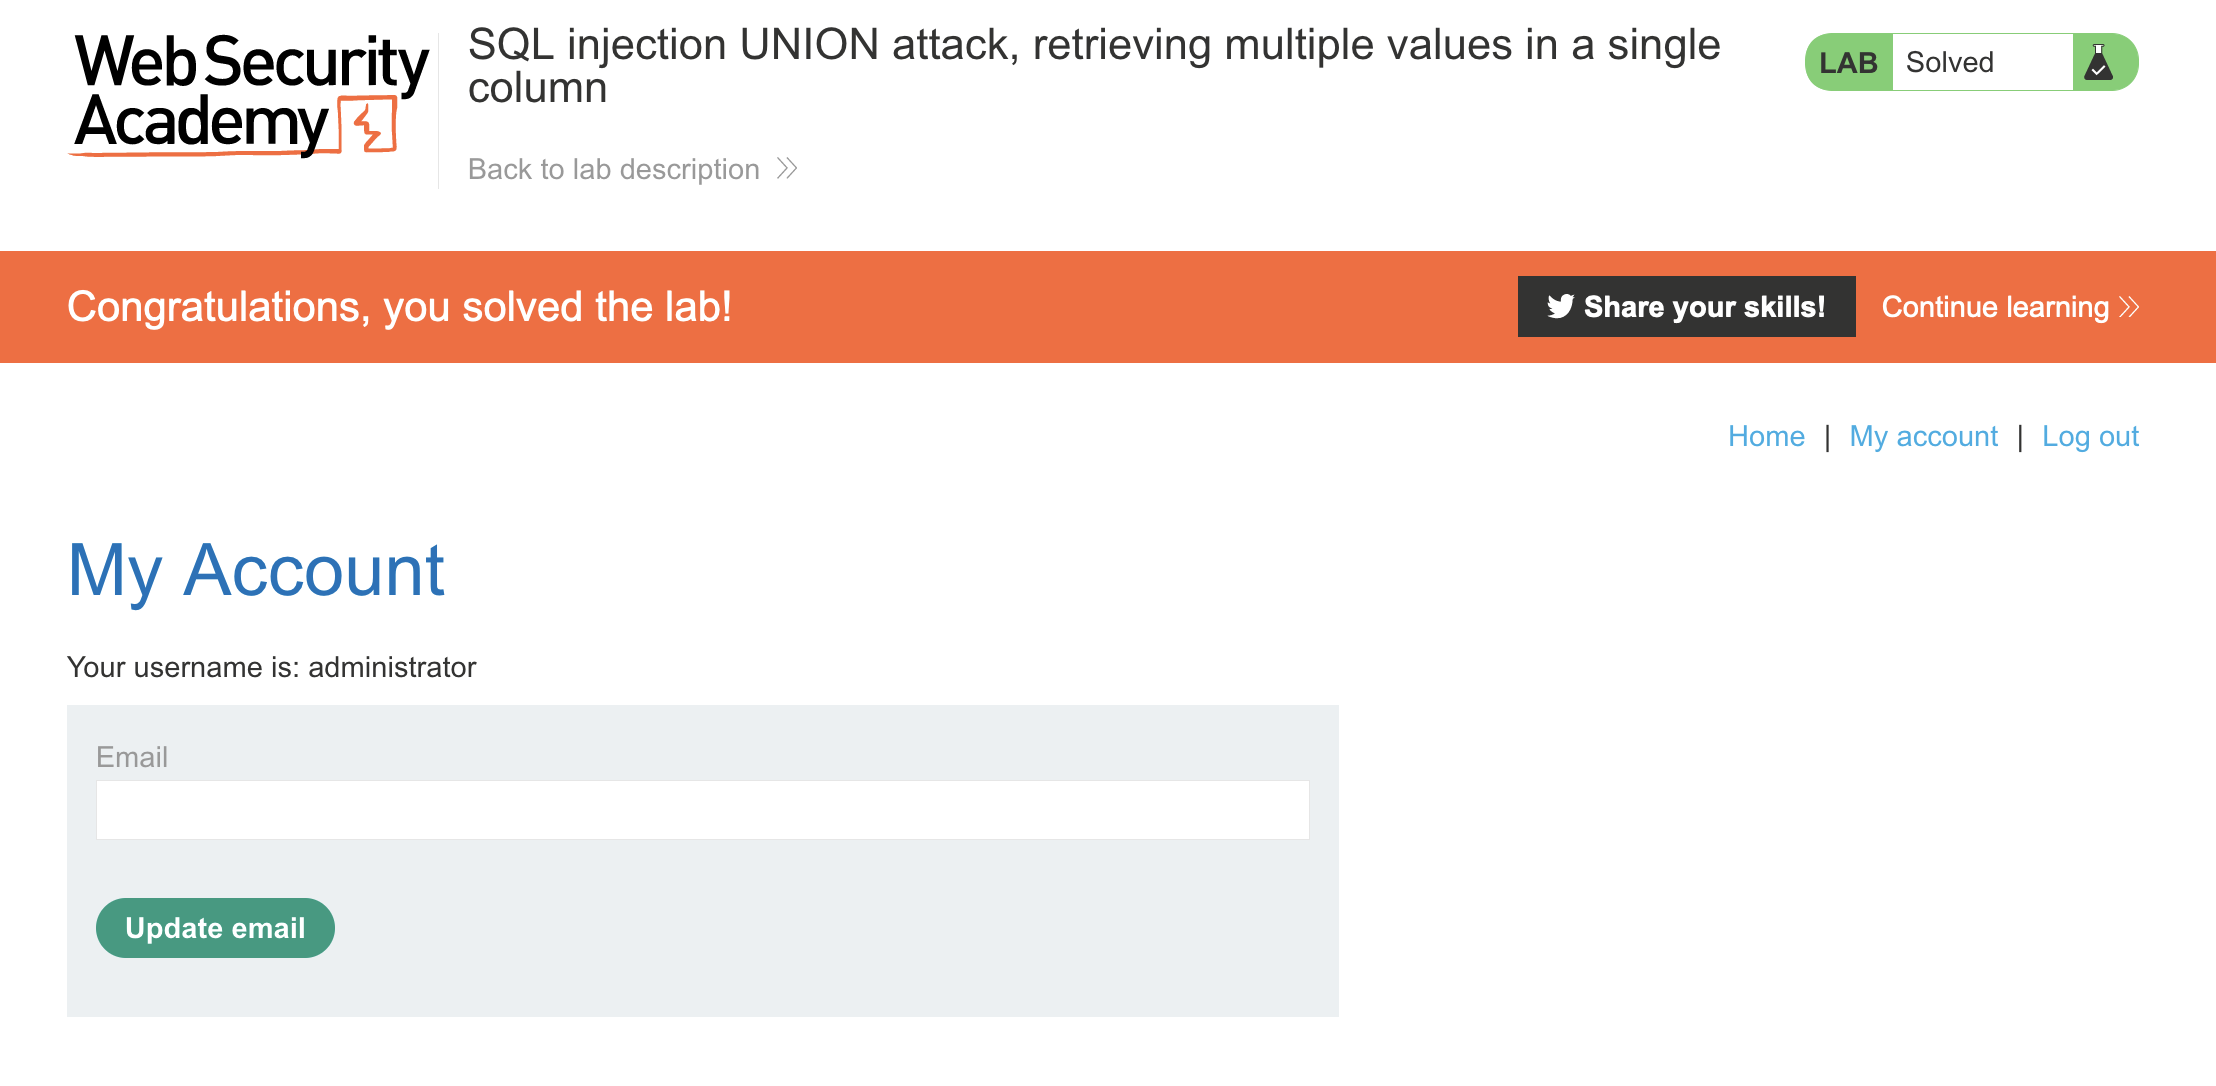 Web Security
Academy
SQL injection UNION attack, retrieving multiple values in a single
column
Back to lab description
LAB Solved
Congratulations, you solved the lab!
Share your skills!
Continue learning
Home | My account | Log out
My Account
Your username is: administrator
Email
Update email